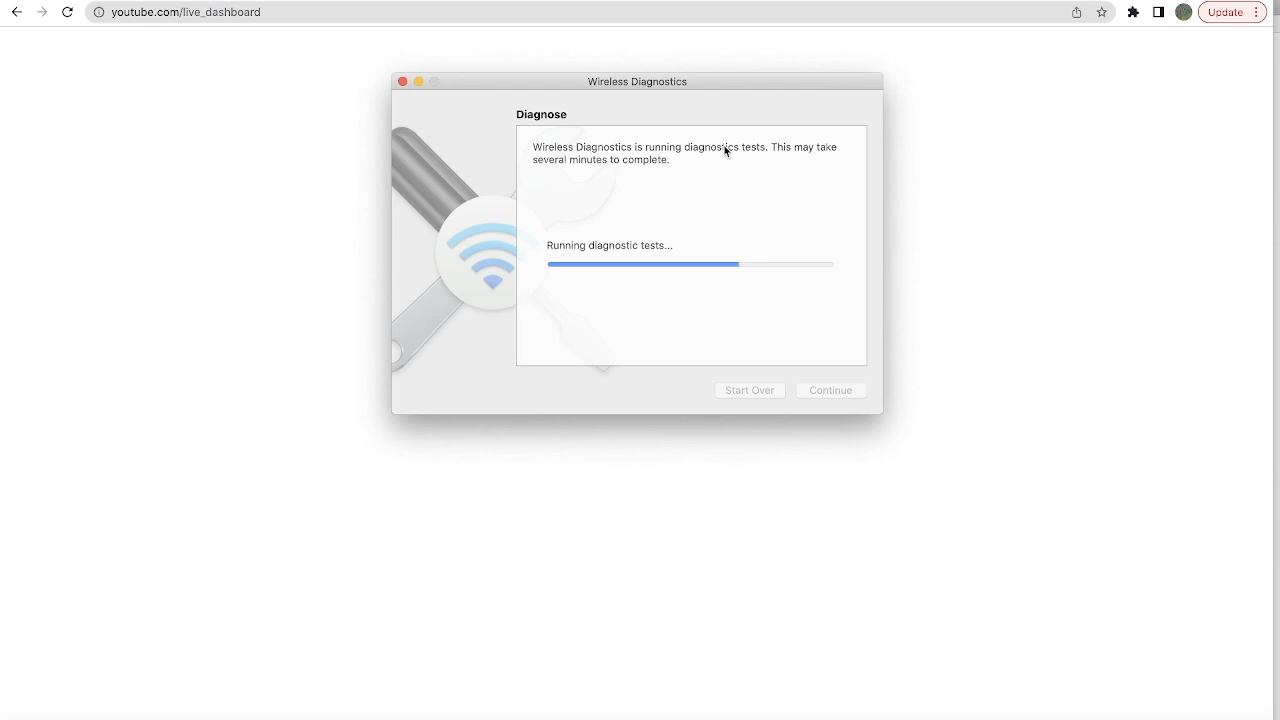 youtube.com/live_dashboard
Update
Wireless Diagnostics
Diagnose
Wireless Diagnostics is running diagnostics tests. This may take
several minutes to complete.
Running diagnostic tests...
Start Over
Continue